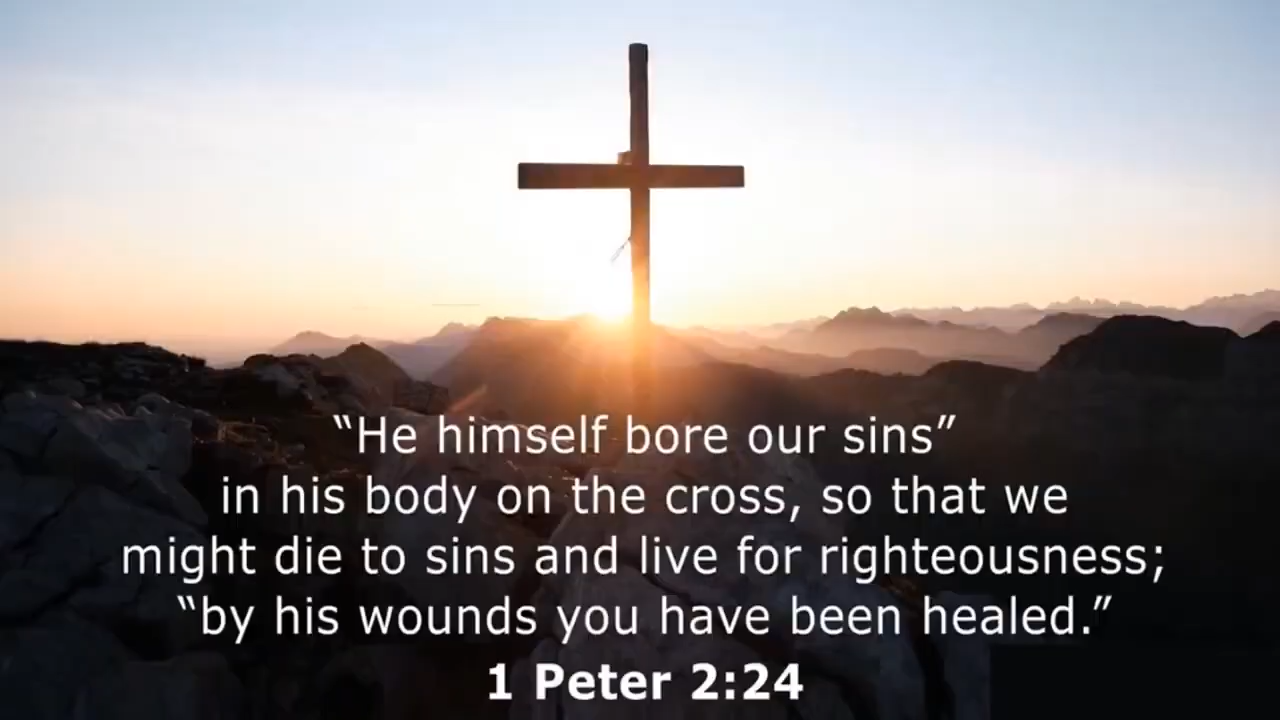 “He himself bore our sins”
in his body on the cross, so that we
might die to sins and live for righteousness;
“by his wounds you have been healed.”
1 Peter 2:24